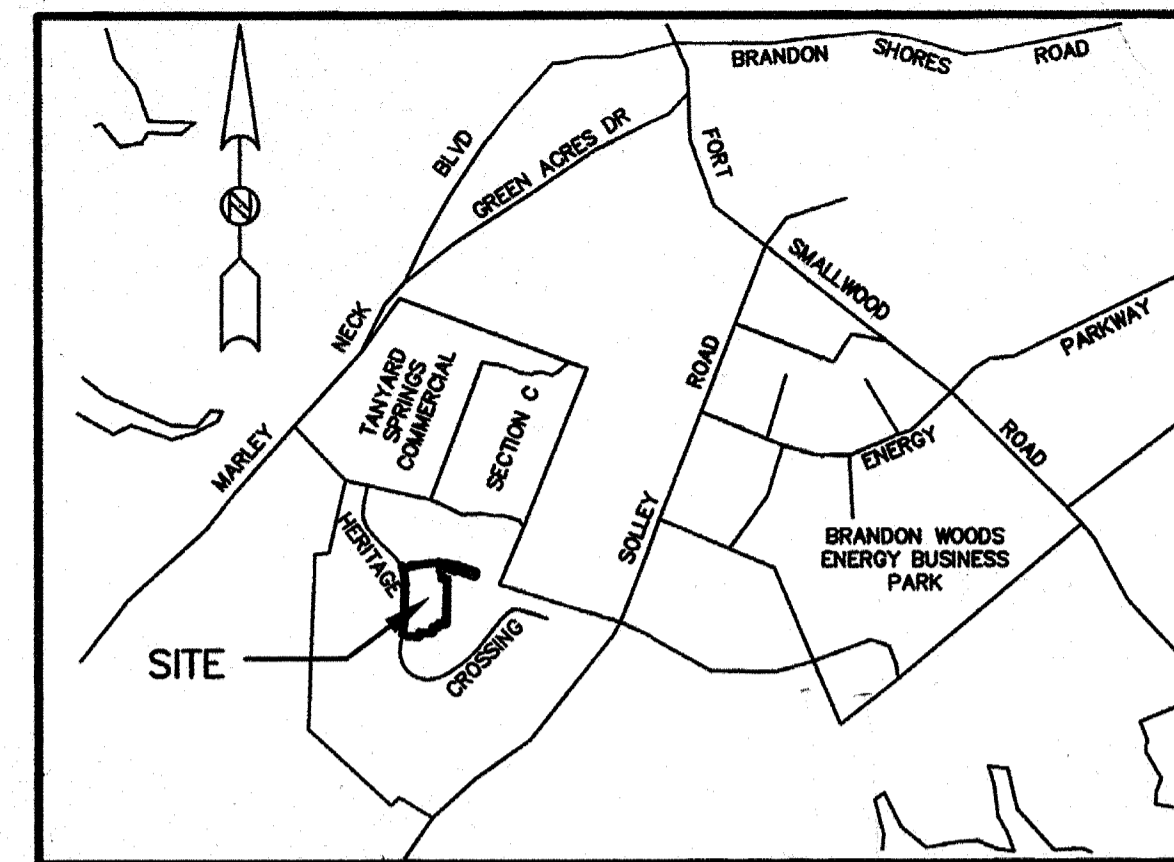 BRANDON SHORES ROAD
BLVD
GREEN ACRES DR
FORT
SMALLWOOD
NECK
PARKWAY
TANYARD
SPRINGS
COMMERCIAL
SECTION C
ROAD
MARLEY
ENERGY
ROAD
SOLLEY
HERITAGE
BRANDON WOODS
ENERGY BUSINESS
PARK
SITE
CROSSING
N